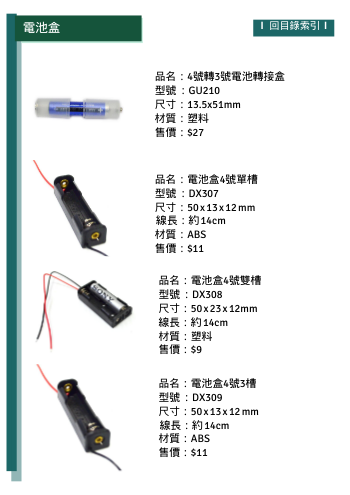 電池盒
I 回目錄索引 I
品名：4號轉3號電池轉接盒
型號 ：GU210
尺寸：13.5x51mm
材質：塑料
售價：$27
品名：電池盒4號單槽
型號 ：DX307
尺寸：50x13x12mm
線長：約14cm
材質：ABS
售價：$11
品名：電池盒4號雙槽
型號 ：DX308
尺寸：50x23x12mm
線長：約14cm
材質：塑料
售價：$9
品名：電池盒4號3槽
型號 ：DX309
尺寸：50x13x12mm
線長：約14cm
材質：ABS
售價：$11